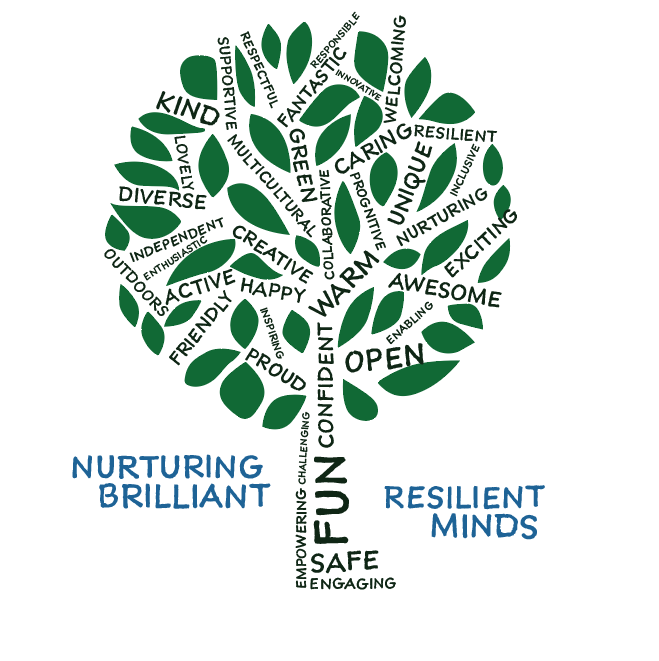 RESPONSIBLE
WELCOMING
RESPECTFUL
SUPPORTIVE
FANTASTIC
INNOVATIVE
KIND
GREEN
CARING
RESILIENT
LOVELY
MULTICULTURAL
COLLABORATIVE
PROGNITIVE
UNIQUE
INCLUSIVE
DIVERSE
NURTURING
INDEPENDENT
ENTHUSIASTIC
CREATIVE
EXCITING
OUTDOORS
ACTIVE
HAPPY
WARM
AWESOME
FRIENDLY
INSPIRING
ENABLING
PROUD
CONFIDENT
OPEN
CHALLENGING
EMPOWERING
FUN
SAFE
ENGAGING
NURTURING
BRILLIANT
RESILIENT
MINDS